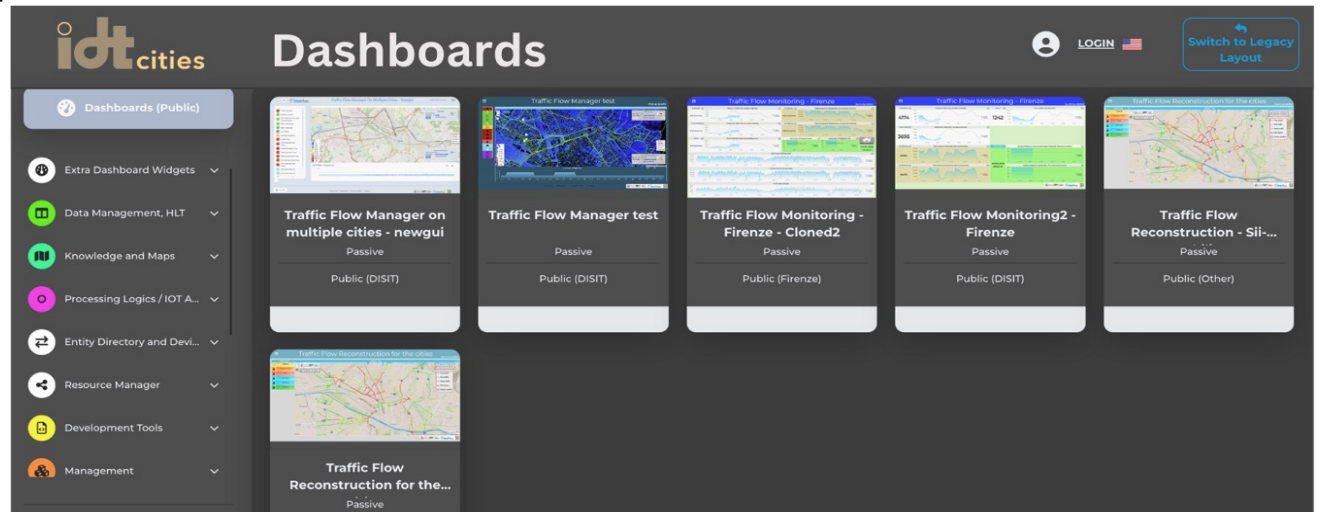 idt cities
Dashboards
LOGIN
Switch to Legacy
Layout
Dashboards (Public)
Extra Dashboard Widgets
Data Management, HLT
Knowledge and Maps
Processing Logics / IOT A...
Entity Directory and Devi...
Resource Manager
Development Tools
Management
Traffic Flow Manager on
multiple cities - newgui
Passive
Public (DISIT)
Traffic Flow Manager test
Traffic Flow Manager test
Passive
Public (DISIT)
Traffic Flow Monitoring - Firenze
Traffic Flow Monitoring -
Firenze - Cloned2
Passive
Public (Firenze)
Traffic Flow Monitoring - Firenze
4174
1242
3696
Traffic Flow Monitoring2 -
Firenze
Passive
Public (DISIT)
Traffic Flow Reconstruction for the cities
Traffic Flow
Reconstruction - Sii-...
Passive
Public (Other)
Traffic Flow Reconstruction for the cities
Traffic Flow
Reconstruction for the...
Passive